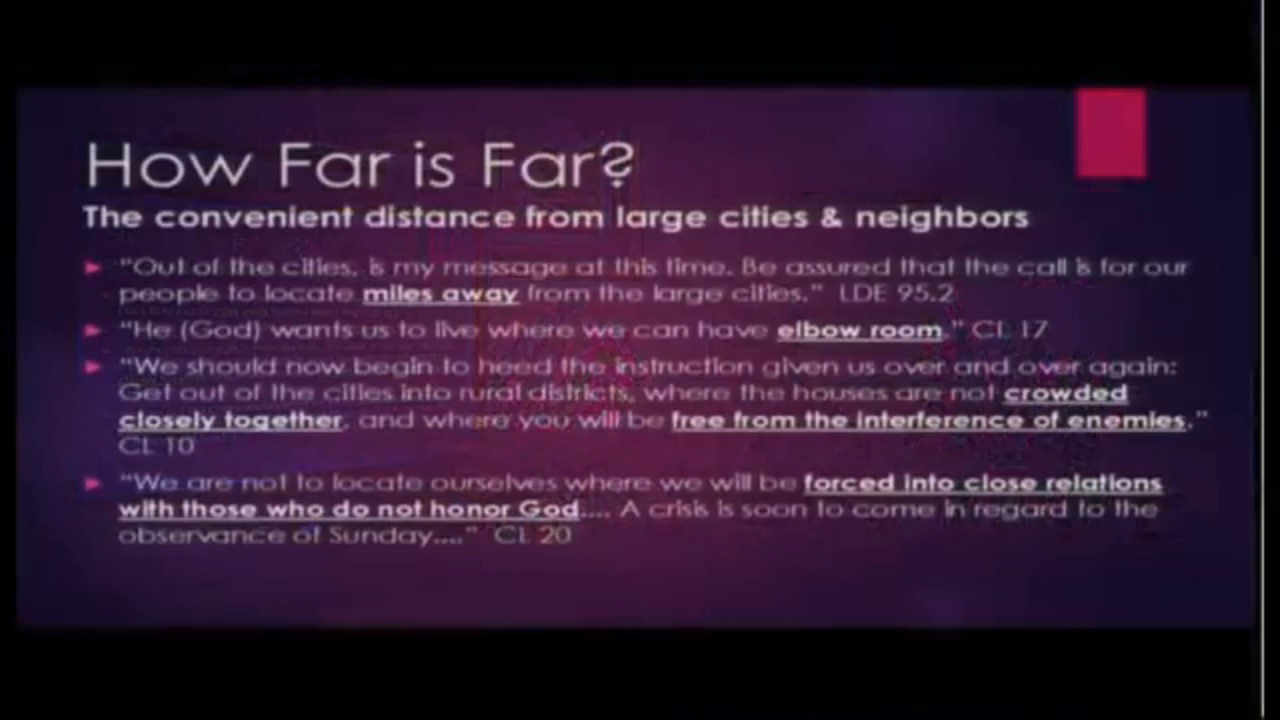 How Far is Far?
The convenient distance from large cities & neighbors
"Out of the cities, is my message at this time. Be assured that the call is for our
people to locate miles away from the large cities." LDE 95.2
"He (God) wants us to live where we can have elbow room." CL 17
"We should now begin to heed the instruction given us over and over again:
Get out of the cities into rural districts, where the houses are not crowded
closely together, and where you will be free from the interference of enemies."
CL 10
"We are not to locate ourselves where we will be forced into close relations
with those who do not honor God.... A crisis is soon to come in regard to the
observance of Sunday...." CL 20